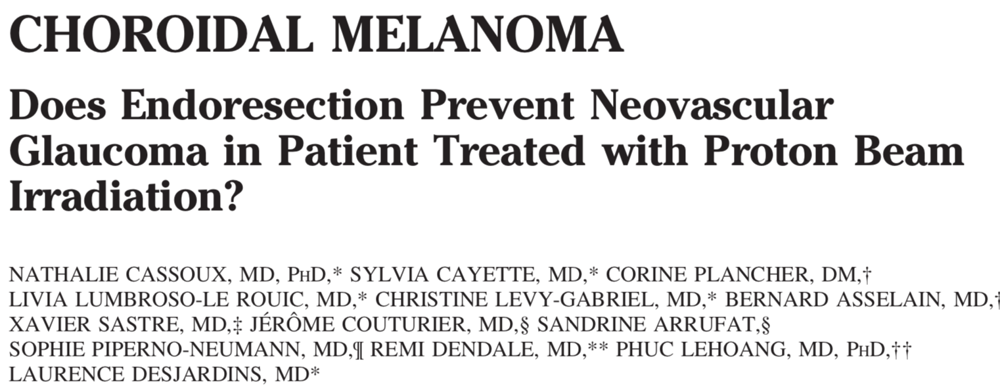 CHOROIDAL MELANOMA
Does Endoresection Prevent Neovascular
Glaucoma in Patient Treated with Proton Beam
Irradiation?
NATHALIE CASSOUX, MD, PHD,* SYLVIA CAYETTE, MD,* CORINE PLANCHER, DM,†
LIVIA LUMBROSO-LE ROUIC, MD,* CHRISTINE LEVY-GABRIEL, MD,* BERNARD ASSELAIN, MD,†
XAVIER SASTRE, MD,‡ JÉRÔME COUTURIER, MD,§ SANDRINE ARRUFAT,§
SOPHIE PIPERNO-NEUMANN, MD,¶ REMI DENDALE, MD,** PHUC LEHOANG, MD, PHD,††
LAURENCE DESJARDINS, MD*